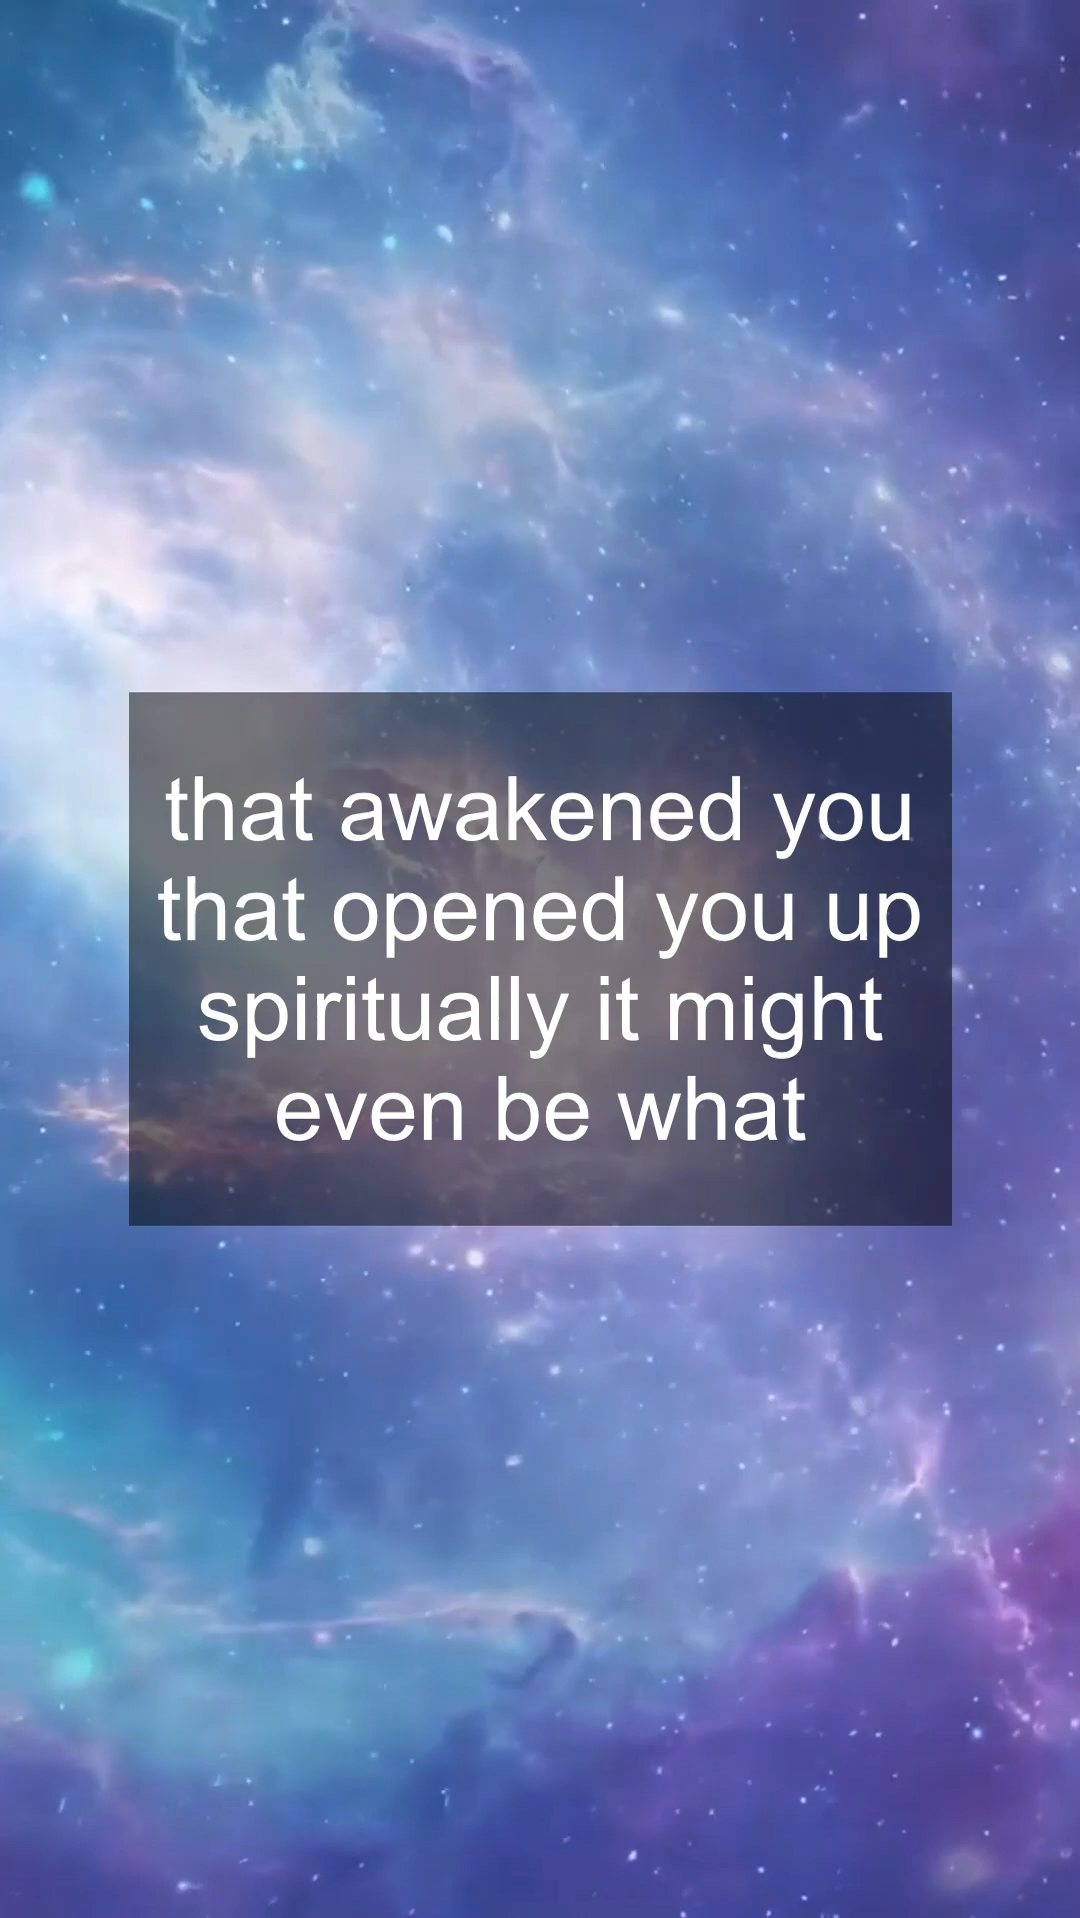 that awakened you
that opened you up
spiritually it might
even be what